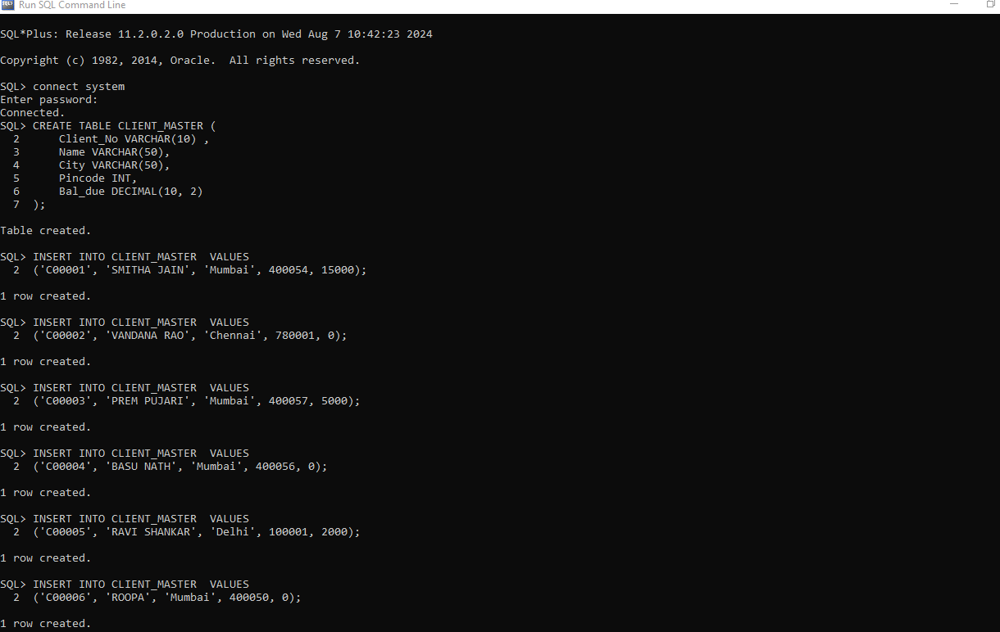 Run SQL Command Line
SQL*Plus: Release 11.2.0.2.0 Production on Wed Aug 7 10:42:23 2024
Copyright (c) 1982, 2014, Oracle.  All rights reserved.
SQL> connect system
Enter password:
Connected.
SQL> CREATE TABLE CLIENT_MASTER (
  2      Client_No VARCHAR(10) ,
  3      Name VARCHAR(50),
  4      City VARCHAR(50),
  5      Pincode INT,
  6      Bal_due DECIMAL(10, 2)
  7  );
Table created.
SQL> INSERT INTO CLIENT_MASTER  VALUES
  2  ('C00001', 'SMITHA JAIN', 'Mumbai', 400054, 15000);
1 row created.
SQL> INSERT INTO CLIENT_MASTER  VALUES
  2  ('C00002', 'VANDANA RAO', 'Chennai', 780001, 0);
1 row created.
SQL> INSERT INTO CLIENT_MASTER  VALUES
  2  ('C00003', 'PREM PUJARI', 'Mumbai', 400057, 5000);
1 row created.
SQL> INSERT INTO CLIENT_MASTER  VALUES
  2  ('C00004', 'BASU NATH', 'Mumbai', 400056, 0);
1 row created.
SQL> INSERT INTO CLIENT_MASTER  VALUES
  2  ('C00005', 'RAVI SHANKAR', 'Delhi', 100001, 2000);
1 row created.
SQL> INSERT INTO CLIENT_MASTER  VALUES
  2  ('C00006', 'ROOPA', 'Mumbai', 400050, 0);
1 row created.